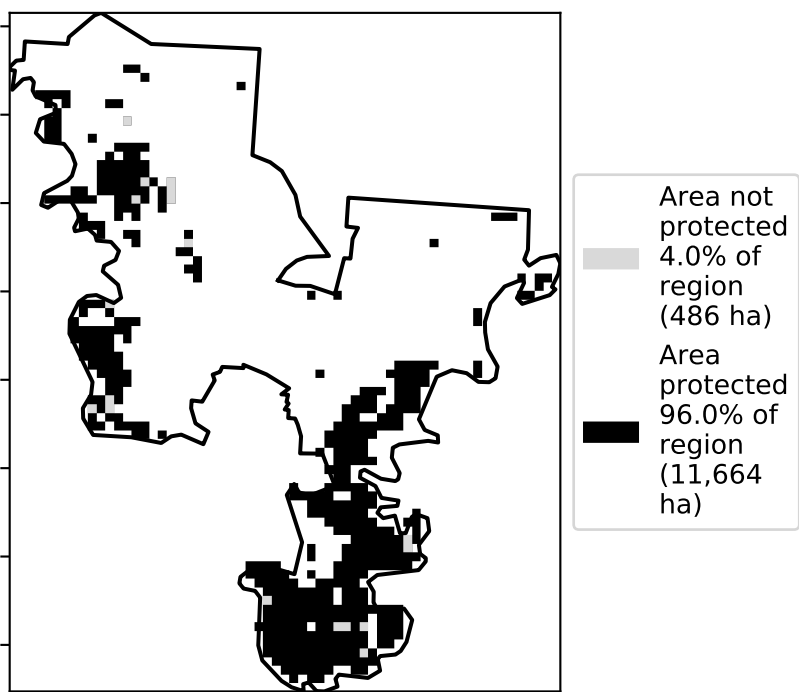 Area not
protected
4.0% of
region
(486 ha)
Area
protected
96.0% of
region
(11,664
ha)